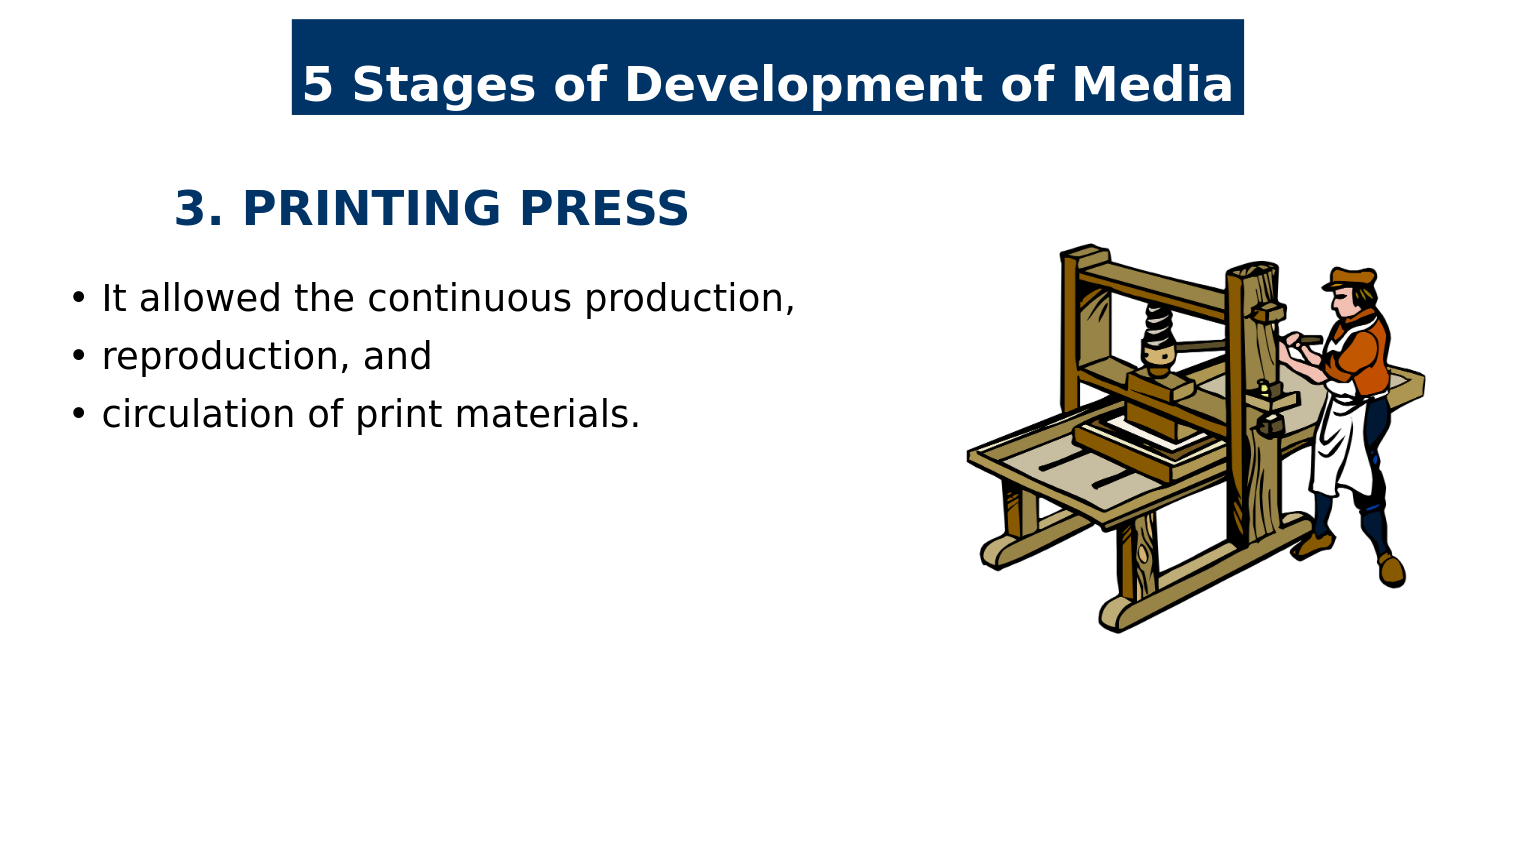 5 Stages of Development of Media
3. PRINTING PRESS
• It allowed the continuous production,
• reproduction, and
• circulation of print materials.